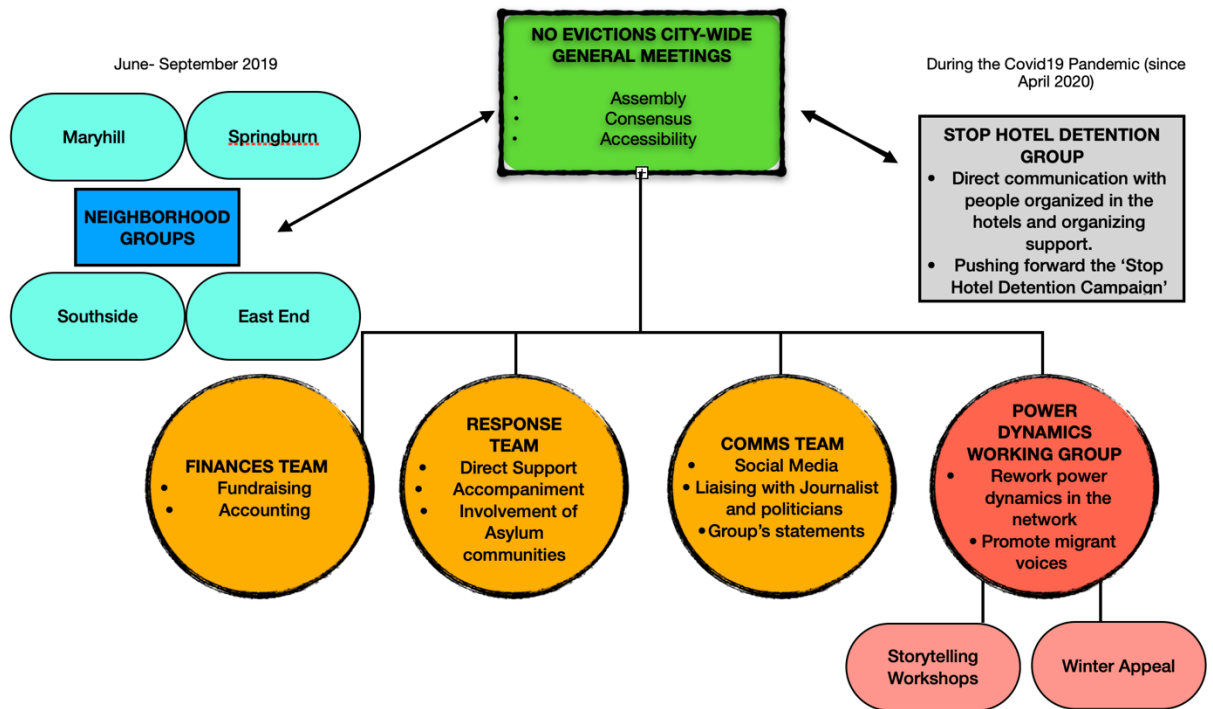 NO EVICTIONS CITY-WIDE
GENERAL MEETINGS
• Assembly
• Consensus
• Accessibility
June- September 2019
Maryhill
Springburn
NEIGHBORHOOD
GROUPS
Southside
East End
During the Covid19 Pandemic (since
April 2020)
STOP HOTEL DETENTION
GROUP
• Direct communication with
people organized in the
hotels and organizing
support.
• Pushing forward the ‘Stop
Hotel Detention Campaign’
FINANCES TEAM
• Fundraising
• Accounting
RESPONSE
TEAM
• Direct Support
• Accompaniment
• Involvement of
Asylum
communities
COMMS TEAM
• Social Media
• Liaising with Journalist
and politicians
• Group’s statements
POWER
DYNAMICS
WORKING GROUP
• Rework power
dynamics in the
network
• Promote migrant
voices
Storytelling
Workshops
Winter Appeal